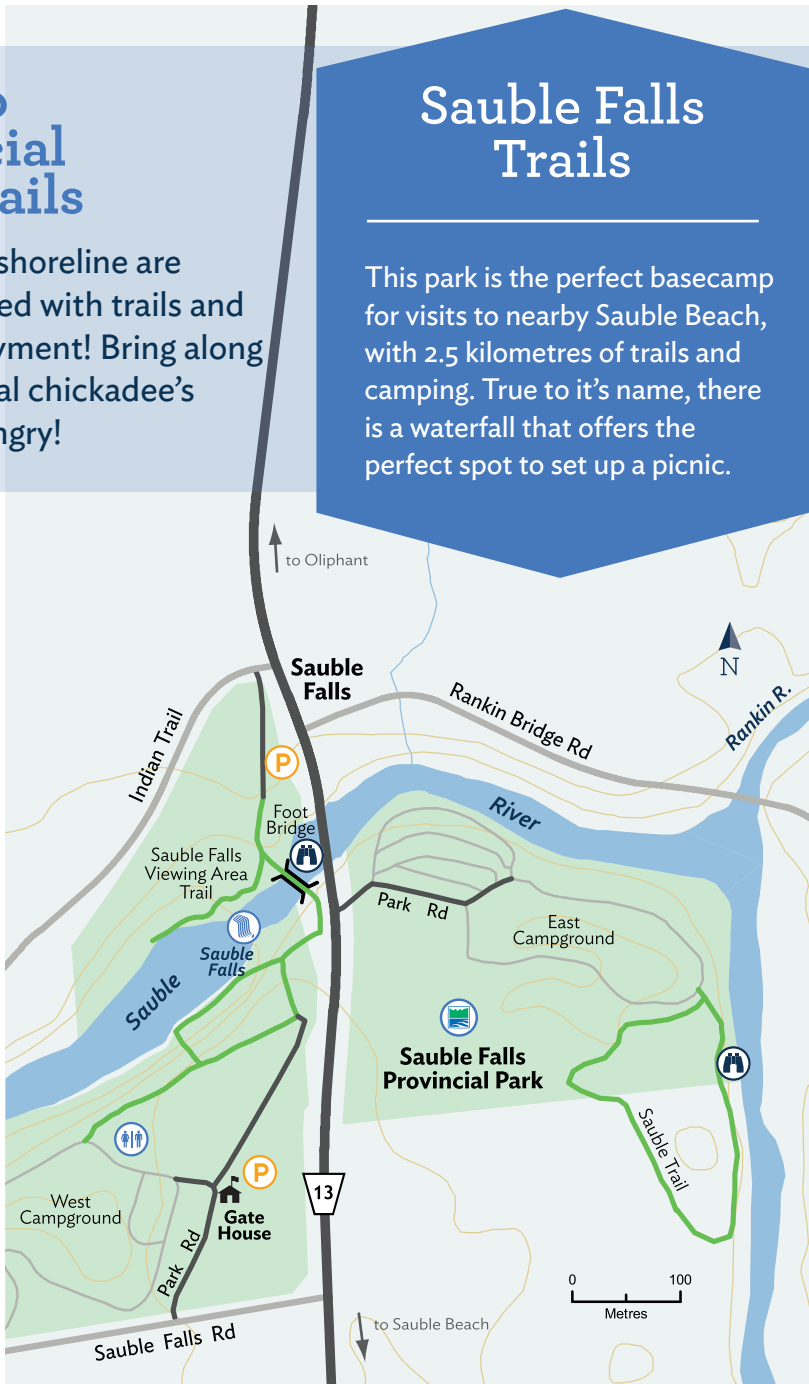 o
cial
ails
shoreline are
ed with trails and
yment! Bring along
al chickadee's
ngry!
Sauble Falls
Trails
This park is the perfect basecamp
for visits to nearby Sauble Beach,
with 2.5 kilometres of trails and
camping. True to it's name, there
is a waterfall that offers the
perfect spot to set up a picnic.
to Oliphant
N
Sauble
Falls
Rankin Bridge Rd
Rankin R.
Indian Trail
P
Foot
Bridge
River
Sauble Falls
Viewing Area
Trail
Park Rd
East
Campground
Sauble
Falls
Sauble
Sauble Falls
Provincial Park
Sauble Trail
P
13
West
Campground
Gate
House
Park Rd
0 100
Metres
to Sauble Beach
Sauble Falls Rd